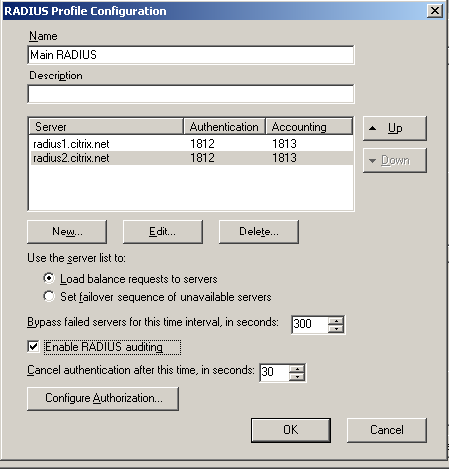 RADIUS Profile Configuration
Name
Main RADIUS
Description
Server Authentication Accounting
radius1.citrix.net 1812 1813
radius2.citrix.net 1812 1813
Up
Down
New... Edit... Delete...
Use the server list to:
Load balance requests to servers
Set failover sequence of unavailable servers
Bypass failed servers for this time interval, in seconds: 300
Enable RADIUS auditing
Cancel authentication after this time, in seconds: 30
Configure Authorization...
OK Cancel